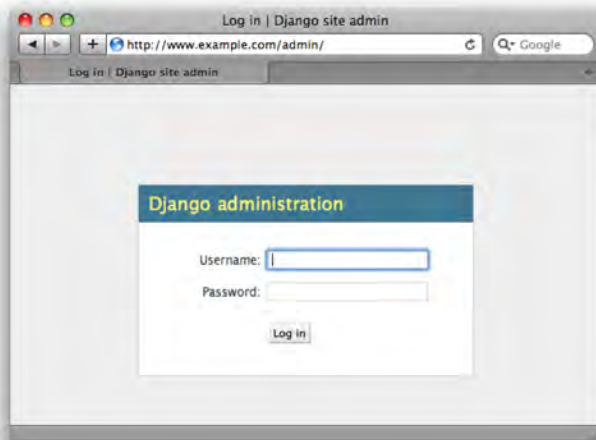 Log in | Django site admin
http://www.example.com/admin/
Google
Log in | Django site admin
Django administration
Username:
Password:
Log in